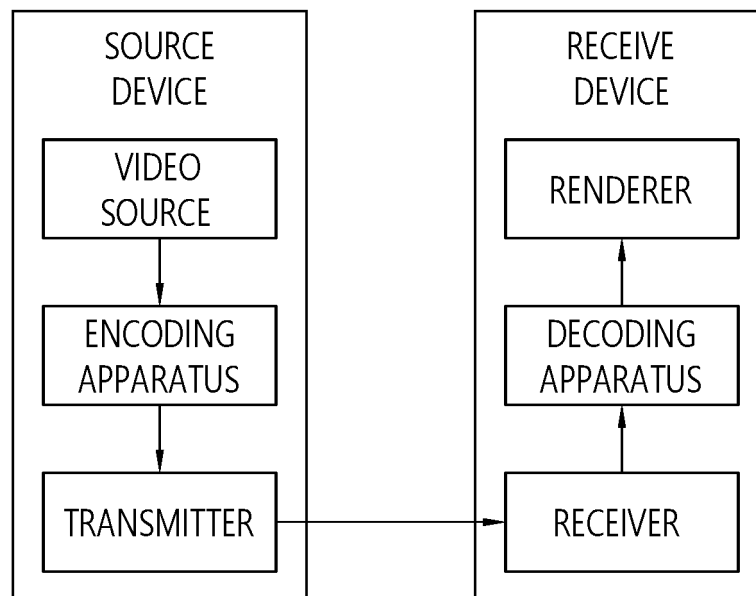 SOURCE
DEVICE
VIDEO
SOURCE
ENCODING
APPARATUS
TRANSMITTER
RECEIVE
DEVICE
RENDERER
DECODING
APPARATUS
RECEIVER